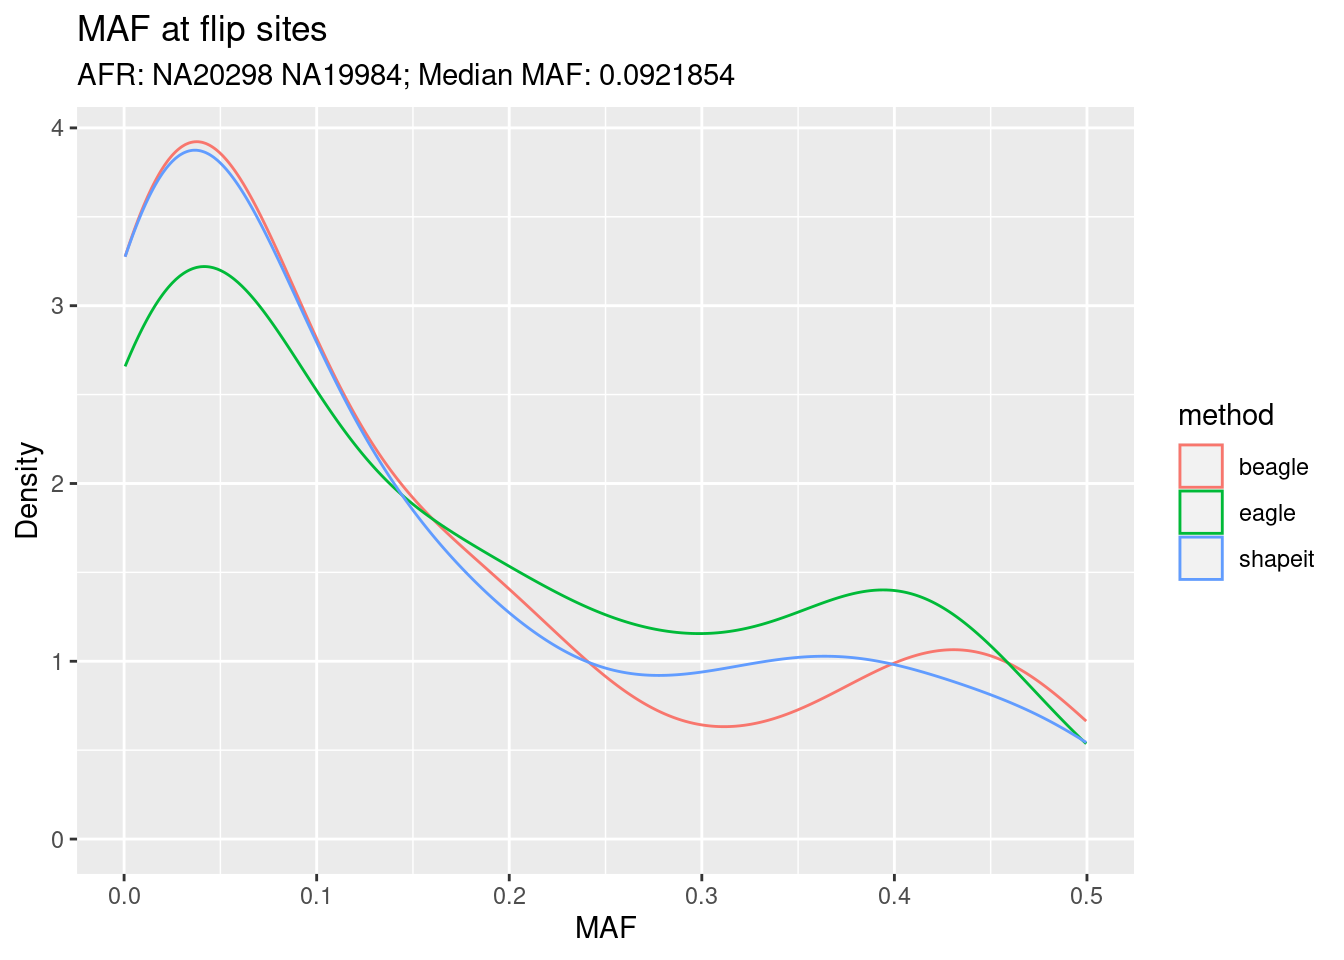 MAF at flip sites
AFR: NA20298 NA19984; Median MAF: 0.0921854
4
3
2
1
0
Density
0.0 0.1 0.2 0.3 0.4 0.5
MAF
method
beagle
eagle
shapeit